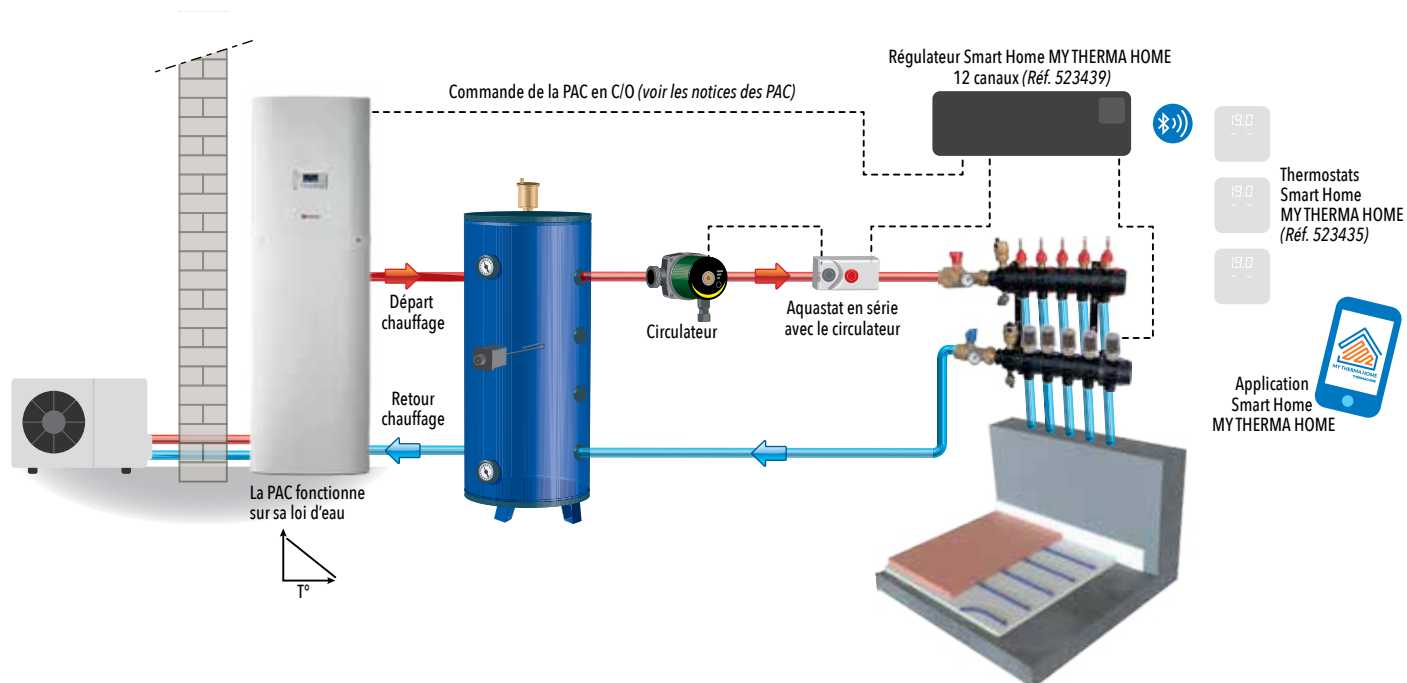 Régulateur Smart Home MY THERMA HOME
12 canaux (Réf. 523439)
Commande de la PAC en C/O (voir les notices des PAC)
19.0
19.0
19.0
Thermostats
Smart Home
MY THERMA HOME
(Réf. 523435)
Départ
chauffage
Circulateur
Aquastat en série
avec le circulateur
Retour
chauffage
MY THERMA HOME
Application
Smart Home
MY THERMA HOME
La PAC fonctionne
sur sa loi d'eau
T°